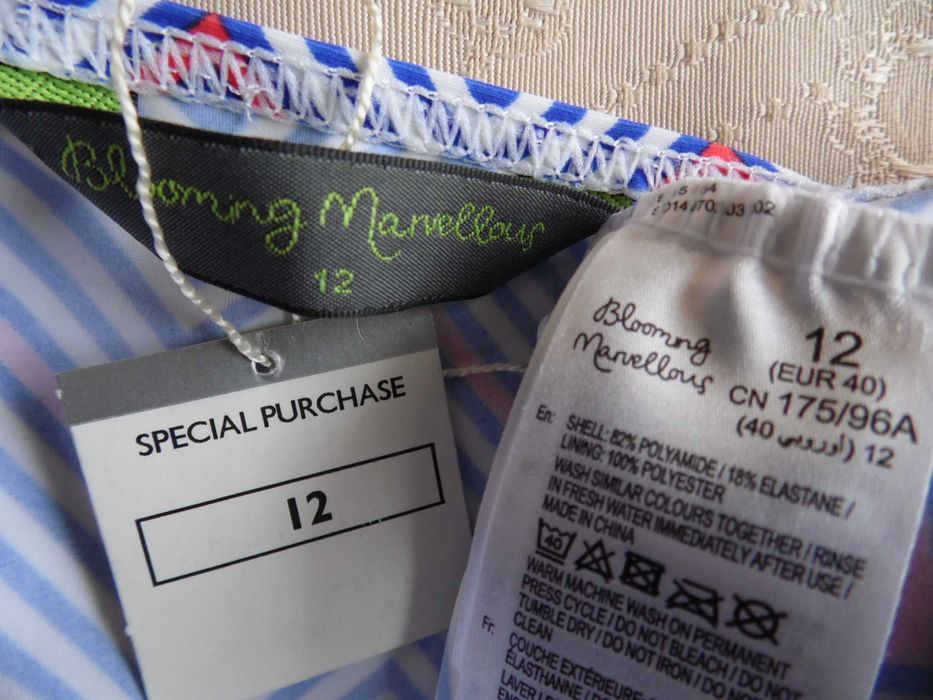 Blooming Marvellous
12
SPECIAL PURCHASE
12
Blooming
Marvellous
12
(EUR 40)
CN 175/96A
12 (أوروبي 40)
En: SHELL: 82% POLYAMIDE / 18% ELASTANE /
LINING: 100% POLYESTER
WASH SIMILAR COLOURS TOGETHER / RINSE
IN FRESH WATER IMMEDIATELY AFTER USE /
MADE IN CHINA
40
WARM MACHINE WASH ON PERMANENT
PRESS CYCLE / DO NOT BLEACH / DO NOT
TUMBLE DRY / DO NOT IRON / DO NOT DRY
CLEAN
Fr: COUCHE EXTÉRIEURE
ÉLASTHANNE / DO